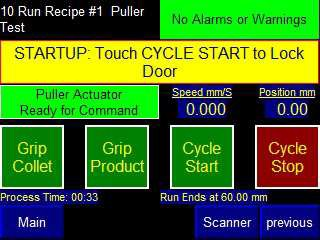 10 Run Recipe #1  Puller
Test
No Alarms or Warnings
STARTUP: Touch CYCLE START to Lock
Door
Puller Actuator
Ready for Command
Speed mm/S
0.000
Position mm
0.00
Grip
Collet
Grip
Product
Cycle
Start
Cycle
Stop
Process Time: 00:33
Run Ends at 60.00 mm
Main
Scanner
previous